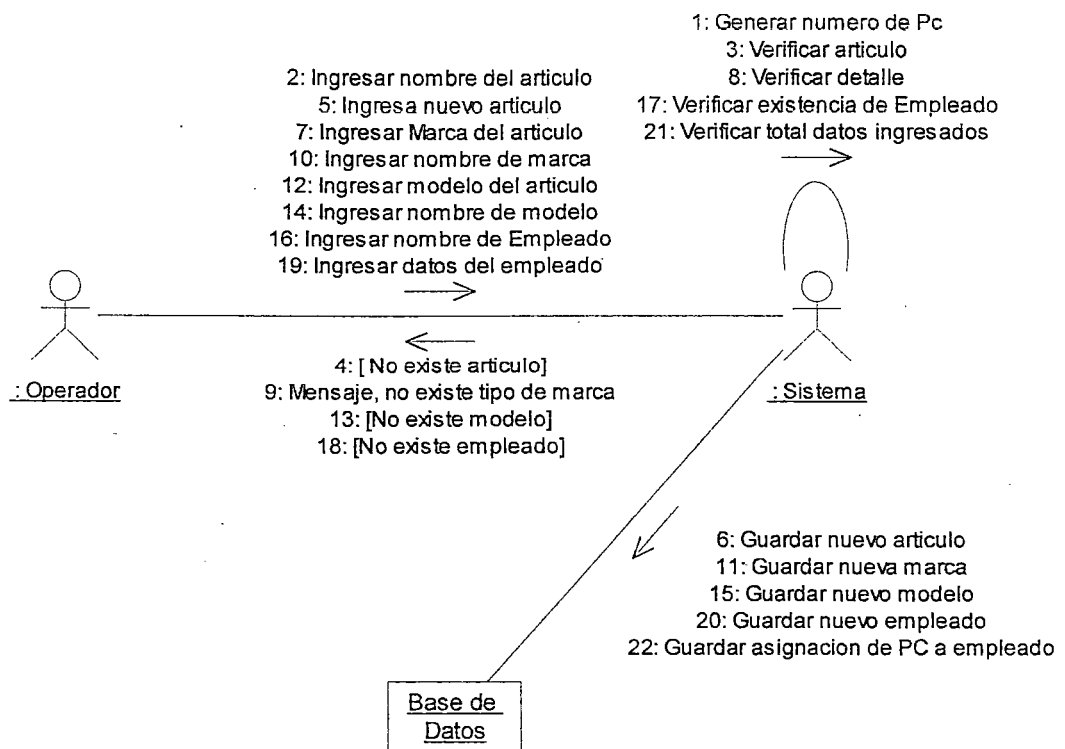 1: Generar numero de Pc
3: Verificar articulo
8: Verificar detalle
17: Verificar existencia de Empleado
21: Verificar total datos ingresados
2: Ingresar nombre del articulo
5: Ingresa nuevo articulo
7: Ingresar Marca del articulo
10: Ingresar nombre de marca
12: Ingresar modelo del articulo
14: Ingresar nombre de modelo
16: Ingresar nombre de Empleado
19: Ingresar datos del empleado
4: [ No existe articulo]
9: Mensaje, no existe tipo de marca
13: [No existe modelo]
18: [No existe empleado]
: Operador
: Sistema
6: Guardar nuevo articulo
11: Guardar nueva marca
15: Guardar nuevo modelo
20: Guardar nuevo empleado
22: Guardar asignacion de PC a empleado
Base de
Datos